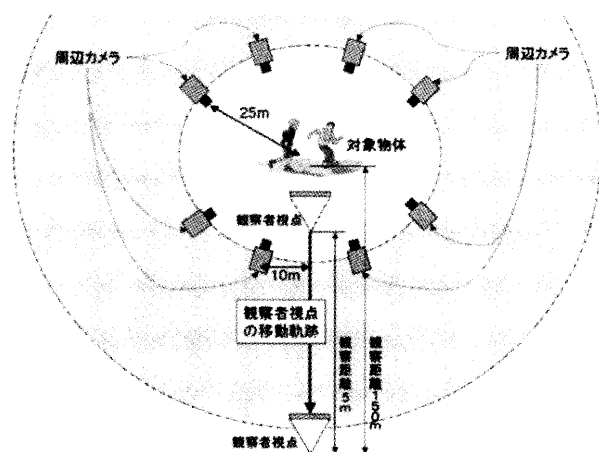 周辺カメラ
周辺カメラ
25m
対象物体
観察者視点
10m
観察者視点
の移動軌跡
観察距離5m
観察距離150m
観察者視点